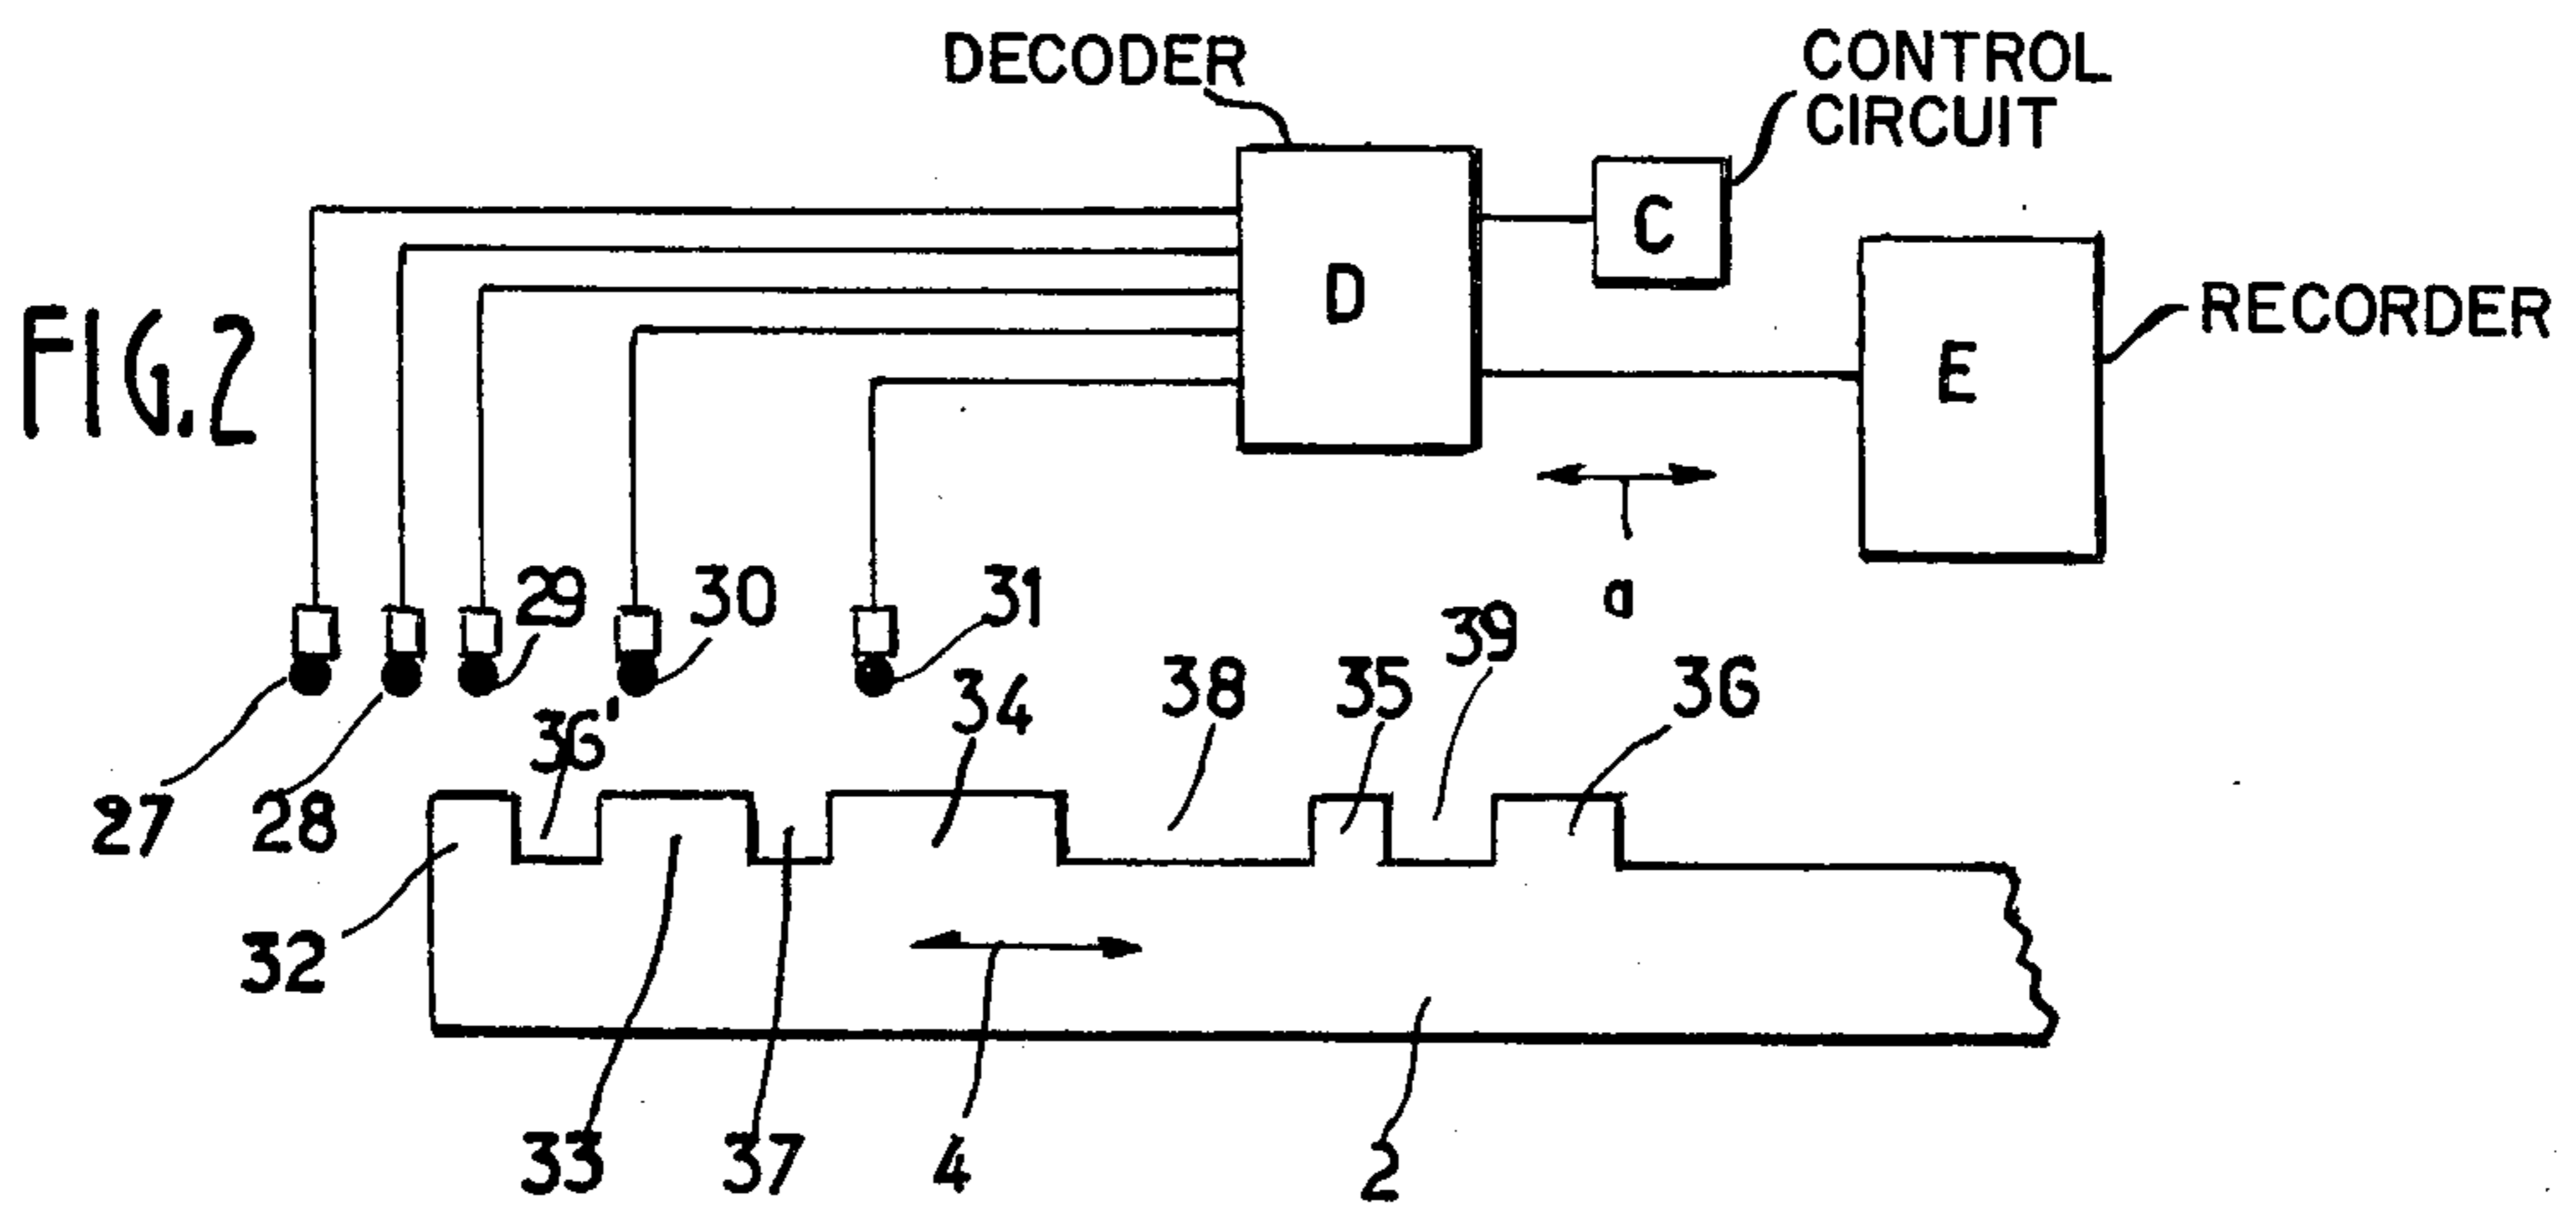 DECODER
CONTROL
CIRCUIT
C
D
E
RECORDER
FIG.2
a
29
30
31
39
38
35
36
34
36'
27
28
32
33
37
4
2